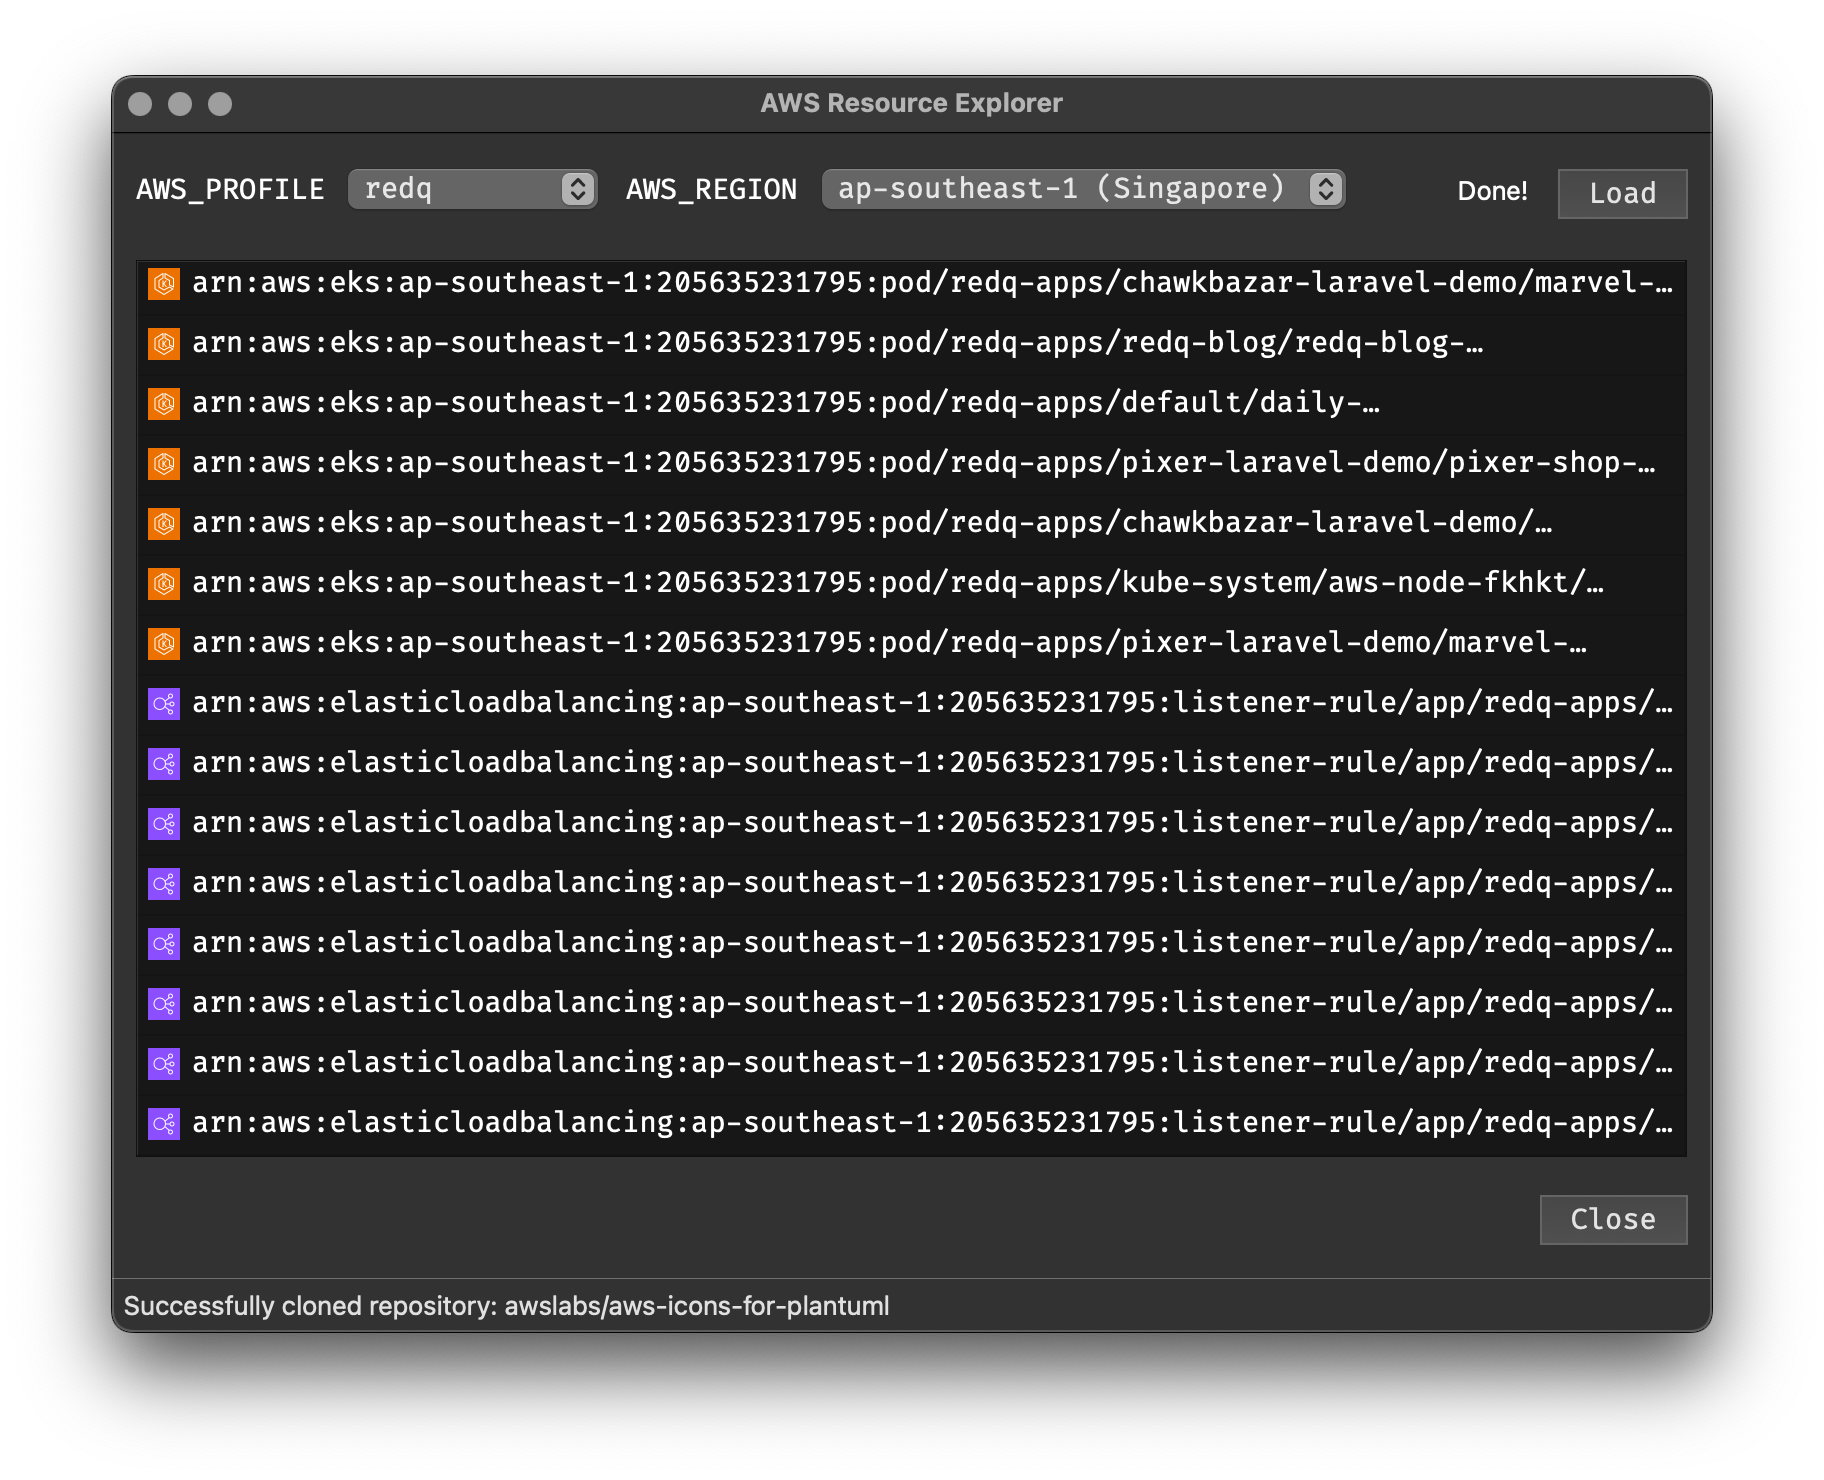 AWS Resource Explorer
AWS_PROFILE redq AWS_REGION ap-southeast-1 (Singapore) Done! Load
arn:aws:eks:ap-southeast-1:205635231795:pod/redq-apps/chawkbazar-laravel-demo/marvel-…
arn:aws:eks:ap-southeast-1:205635231795:pod/redq-apps/redq-blog/redq-blog-…
arn:aws:eks:ap-southeast-1:205635231795:pod/redq-apps/default/daily-…
arn:aws:eks:ap-southeast-1:205635231795:pod/redq-apps/pixer-laravel-demo/pixer-shop-…
arn:aws:eks:ap-southeast-1:205635231795:pod/redq-apps/chawkbazar-laravel-demo/…
arn:aws:eks:ap-southeast-1:205635231795:pod/redq-apps/kube-system/aws-node-fkhkt/…
arn:aws:eks:ap-southeast-1:205635231795:pod/redq-apps/pixer-laravel-demo/marvel-…
arn:aws:elasticloadbalancing:ap-southeast-1:205635231795:listener-rule/app/redq-apps/…
arn:aws:elasticloadbalancing:ap-southeast-1:205635231795:listener-rule/app/redq-apps/…
arn:aws:elasticloadbalancing:ap-southeast-1:205635231795:listener-rule/app/redq-apps/…
arn:aws:elasticloadbalancing:ap-southeast-1:205635231795:listener-rule/app/redq-apps/…
arn:aws:elasticloadbalancing:ap-southeast-1:205635231795:listener-rule/app/redq-apps/…
arn:aws:elasticloadbalancing:ap-southeast-1:205635231795:listener-rule/app/redq-apps/…
arn:aws:elasticloadbalancing:ap-southeast-1:205635231795:listener-rule/app/redq-apps/…
arn:aws:elasticloadbalancing:ap-southeast-1:205635231795:listener-rule/app/redq-apps/…
Close
Successfully cloned repository: awslabs/aws-icons-for-plantuml